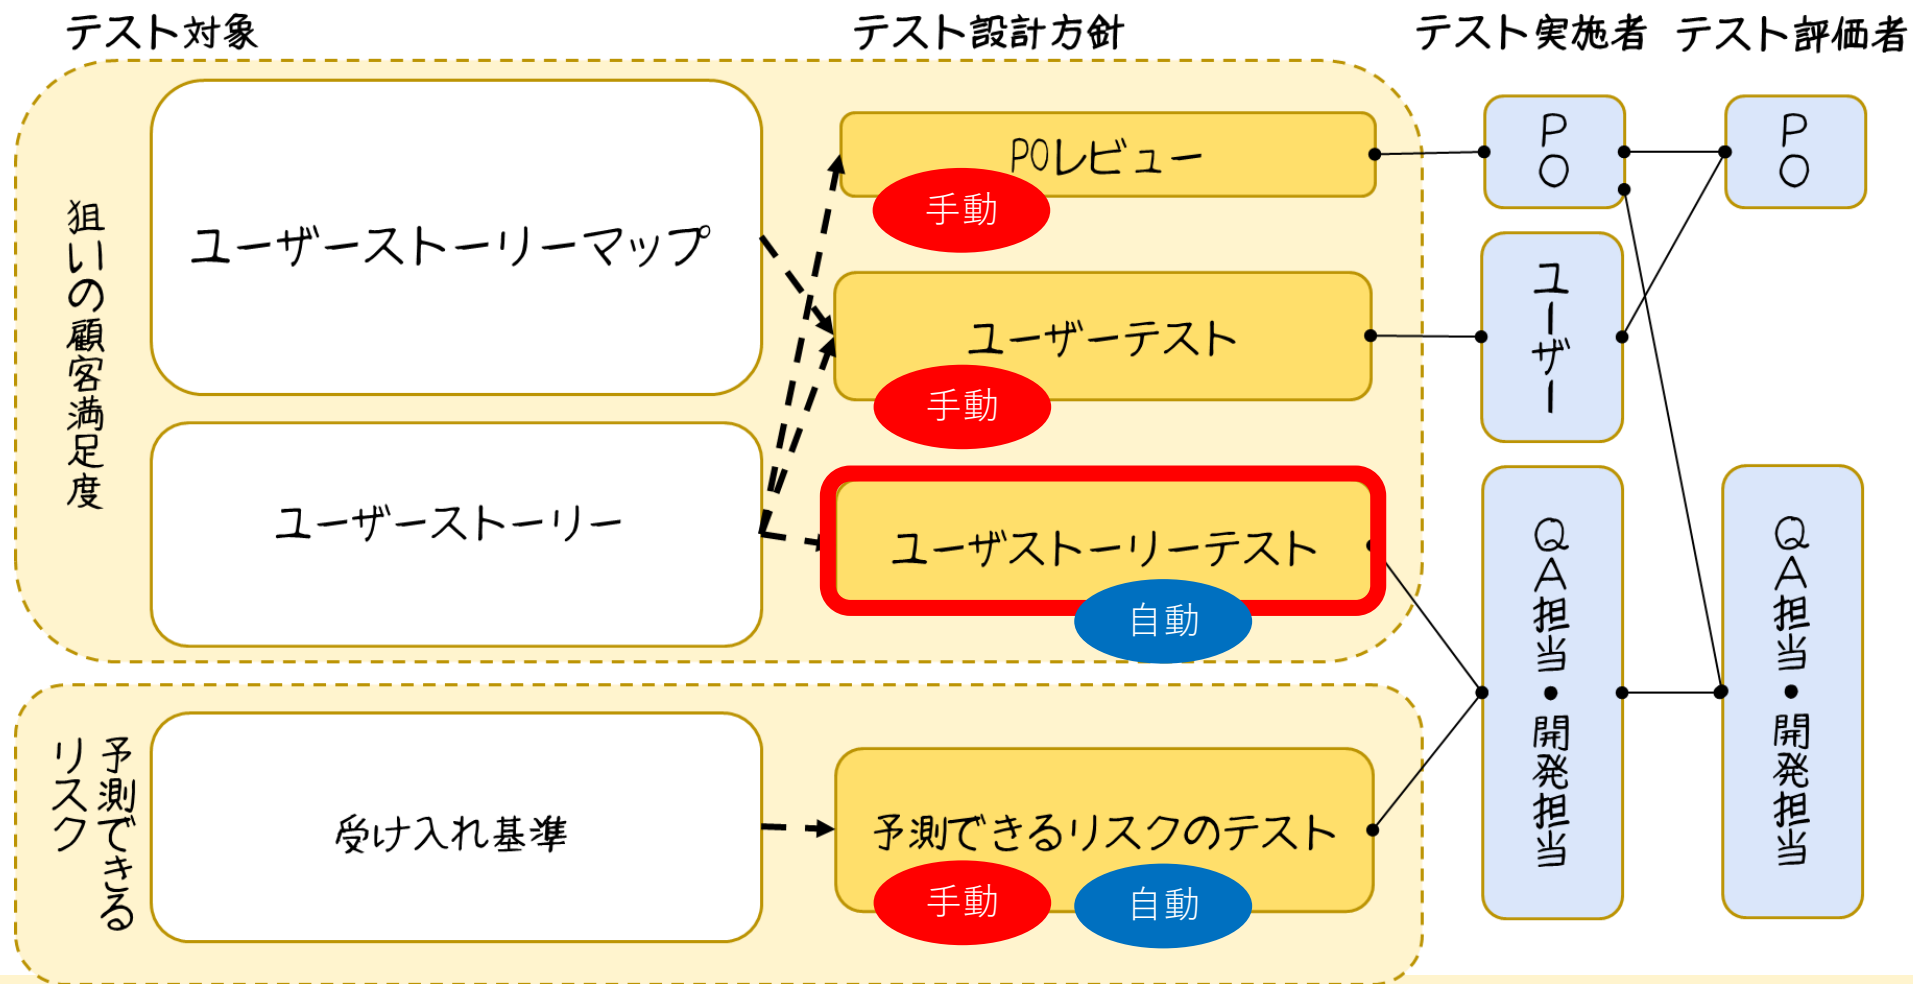 テスト対象
テスト設計方針
テスト実施者
テスト評価者
狙いの顧客満足度
ユーザーストーリーマップ
ユーザーストーリー
POレビュー
手動
ユーザーテスト
手動
ユーザストーリーテスト
自動
PO
ユーザー
QA担当・開発担当
PO
QA担当・開発担当
予測できる
リスク
受け入れ基準
予測できるリスクのテスト
手動
自動